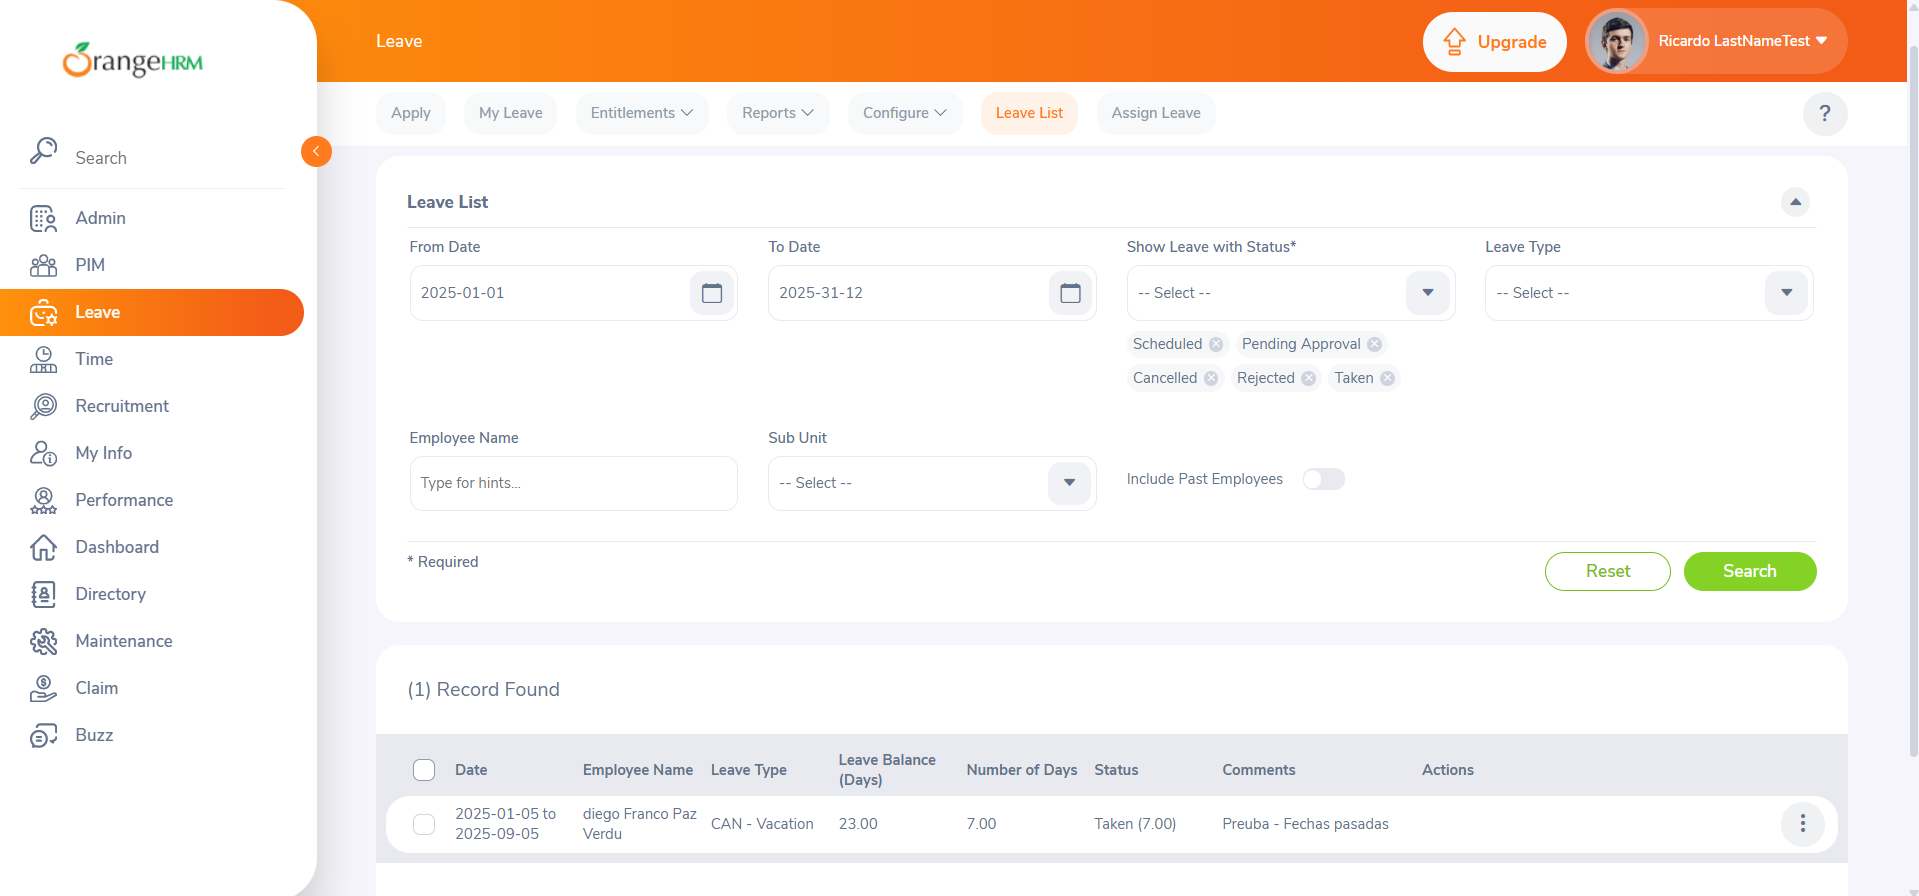 OrangeHRM
Leave
Upgrade
Ricardo LastNameTest
Search
Apply
My Leave
Entitlements
Reports
Configure
Leave List
Assign Leave
?
Admin
PIM
Leave
Time
Recruitment
My Info
Performance
Dashboard
Directory
Maintenance
Claim
Buzz
Leave List
From Date
To Date
Show Leave with Status*
Leave Type
2025-01-01
2025-31-12
-- Select --
-- Select --
Scheduled
Pending Approval
Cancelled
Rejected
Taken
Employee Name
Sub Unit
Type for hints...
-- Select --
Include Past Employees
* Required
Reset
Search
(1) Record Found
Date
Employee Name
Leave Type
Leave Balance
(Days)
Number of Days
Status
Comments
Actions
2025-01-05 to
2025-09-05
diego Franco Paz
Verdu
CAN - Vacation
23.00
7.00
Taken (7.00)
Preuba - Fechas pasadas